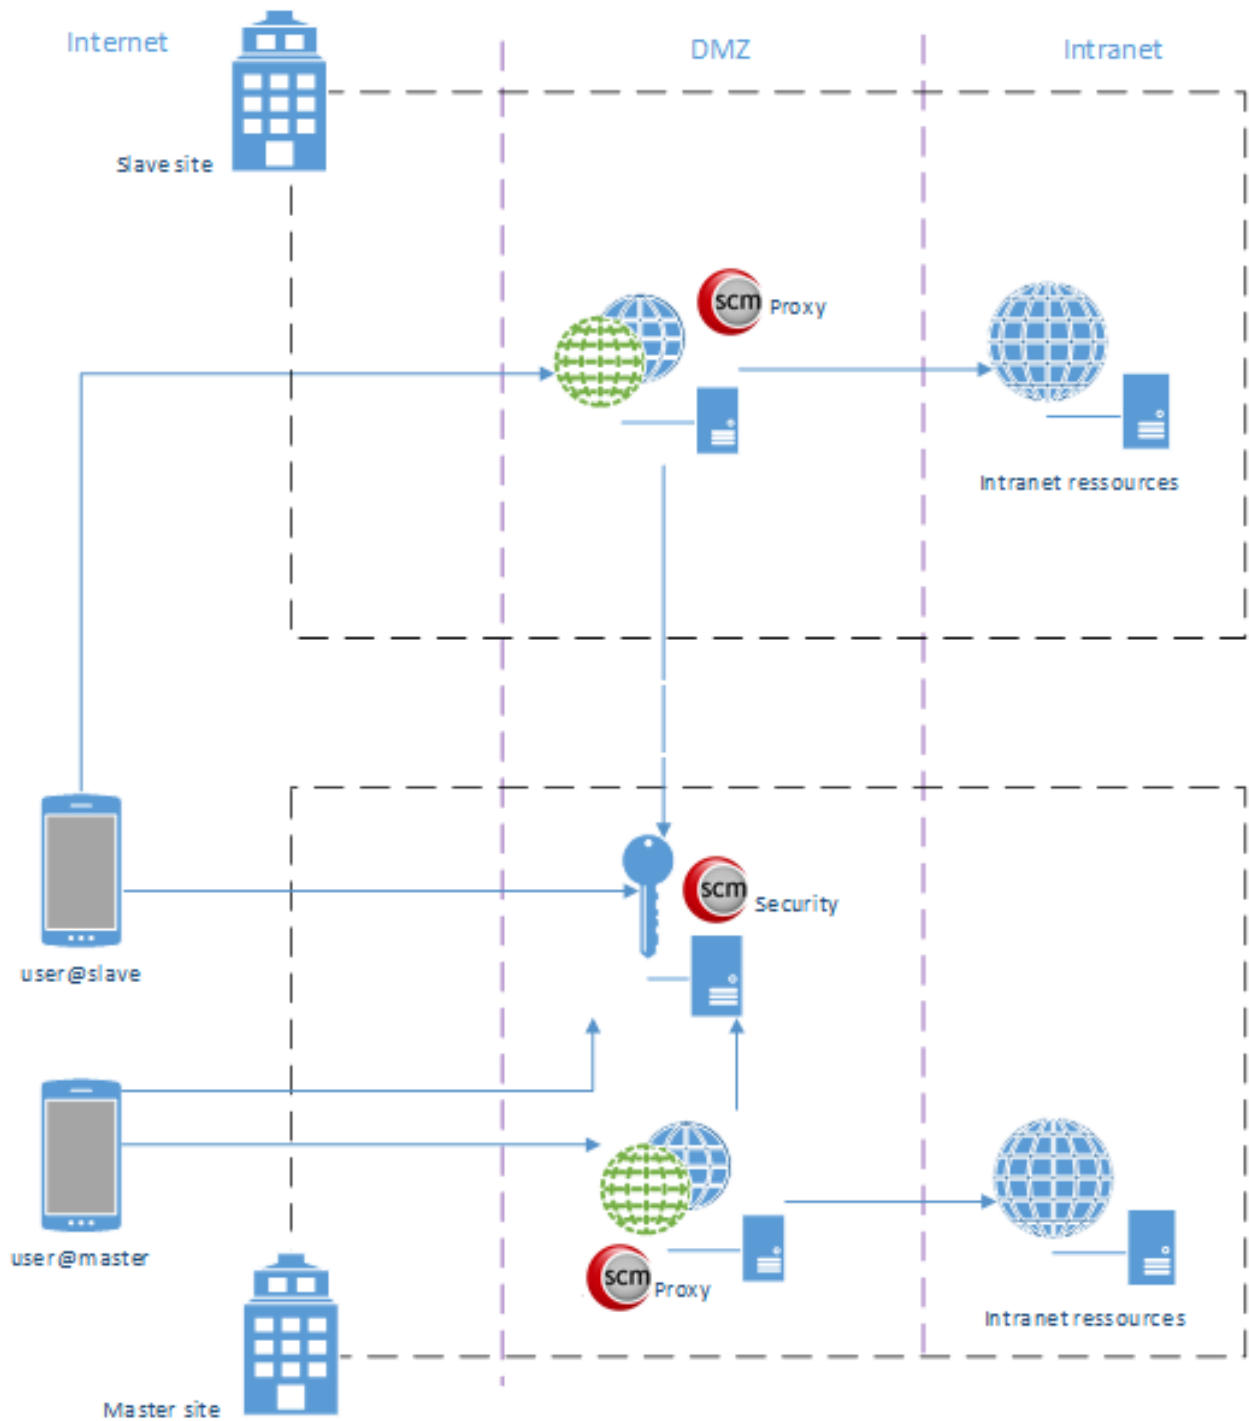 Internet
DMZ
Intranet
Slave site
scm
Proxy
Intranet ressources
scm
Security
user@slave
user@master
scm
Proxy
Intranet ressources
Master site